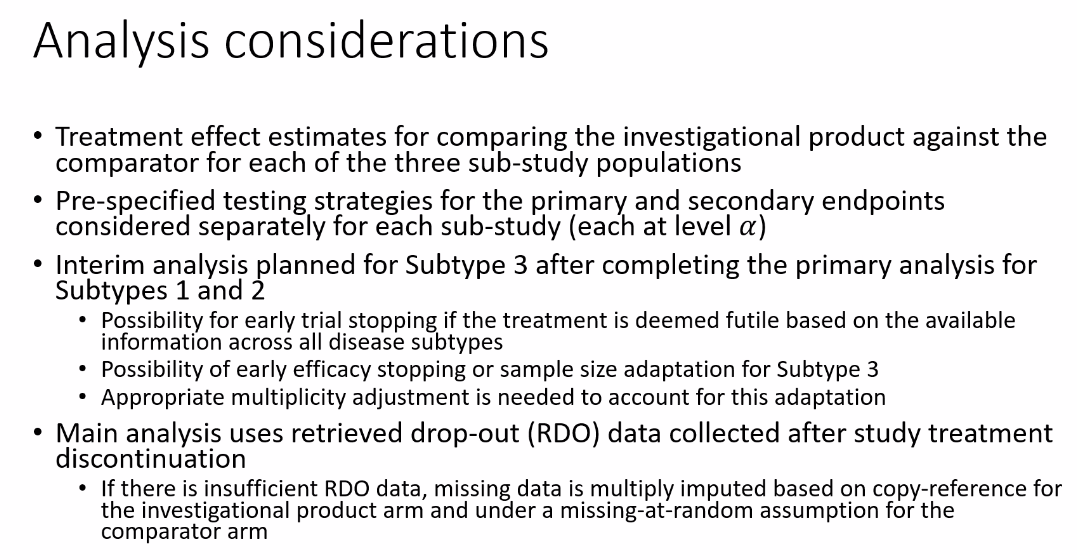 Analysis considerations
• Treatment effect estimates for comparing the investigational product against the
comparator for each of the three sub-study populations
• Pre-specified testing strategies for the primary and secondary endpoints
considered separately for each sub-study (each at level α)
• Interim analysis planned for Subtype 3 after completing the primary analysis for
Subtypes 1 and 2
• Possibility for early trial stopping if the treatment is deemed futile based on the available
information across all disease subtypes
• Possibility of early efficacy stopping or sample size adaptation for Subtype 3
• Appropriate multiplicity adjustment is needed to account for this adaptation
• Main analysis uses retrieved drop-out (RDO) data collected after study treatment
discontinuation
• If there is insufficient RDO data, missing data is multiply imputed based on copy-reference for
the investigational product arm and under a missing-at-random assumption for the
comparator arm